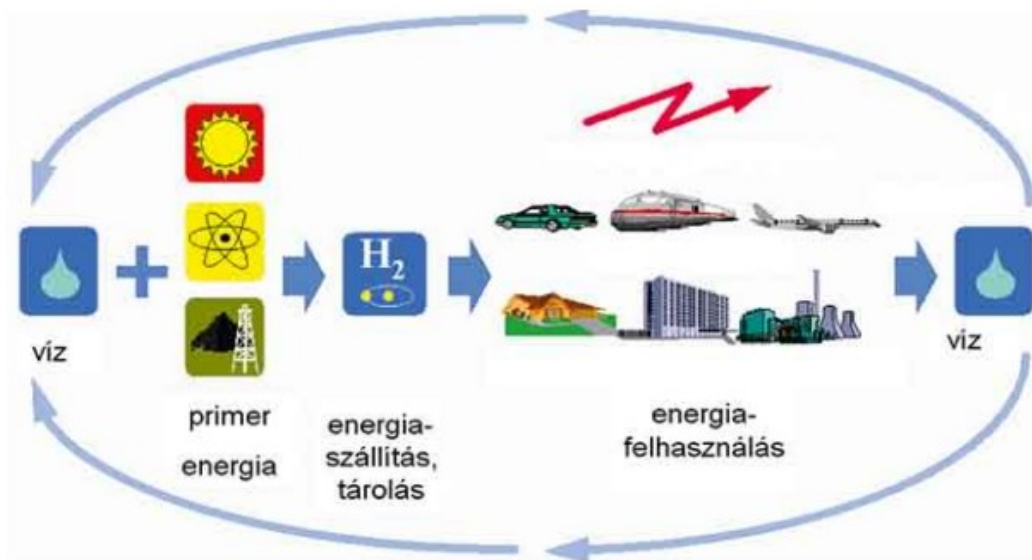 H₂
víz
primer
energia
energia-
szállítás,
tárolás
energia-
felhasználás
víz